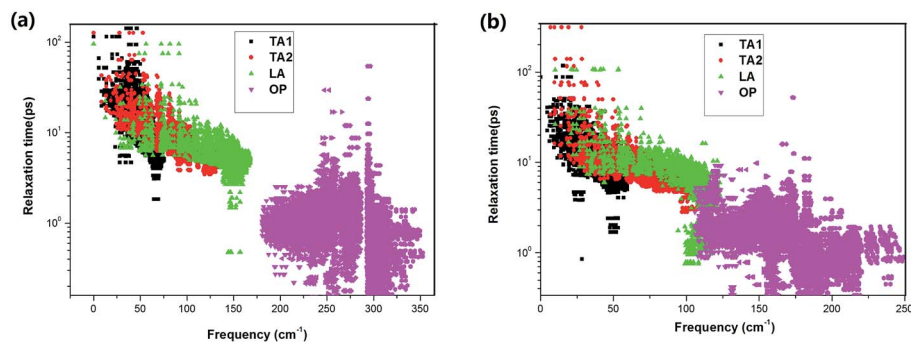 (a)
TA1
TA2
LA
OP
10²
10¹
10⁰
Relaxation time(ps)
0 50 100 150 200 250 300 350
Frequency (cm⁻¹)
(b)
TA1
TA2
LA
OP
10²
10¹
10⁰
Relaxation time(ps)
0 50 100 150 200 250
Frequency (cm⁻¹)